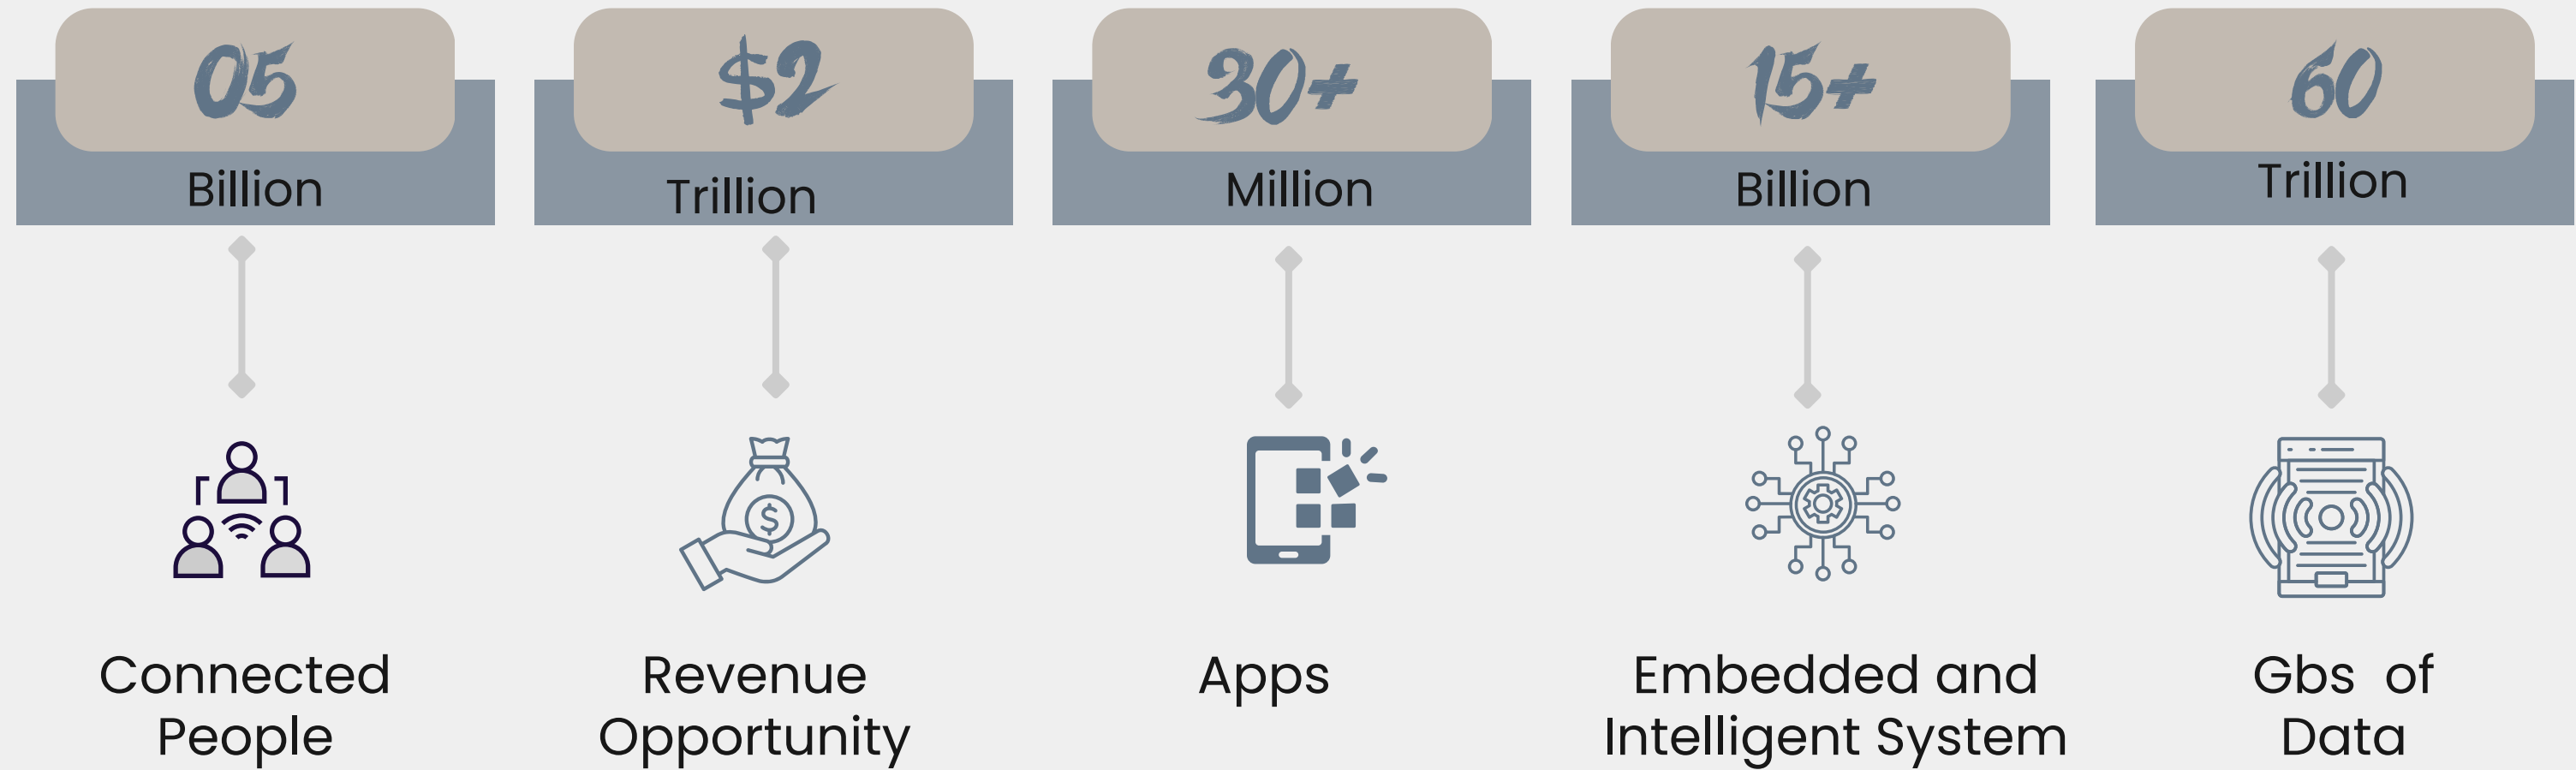 05
Billion
Connected
People
$2
Trillion
Revenue
Opportunity
30+
Million
Apps
15+
Billion
Embedded and
Intelligent System
60
Trillion
Gbs of
Data